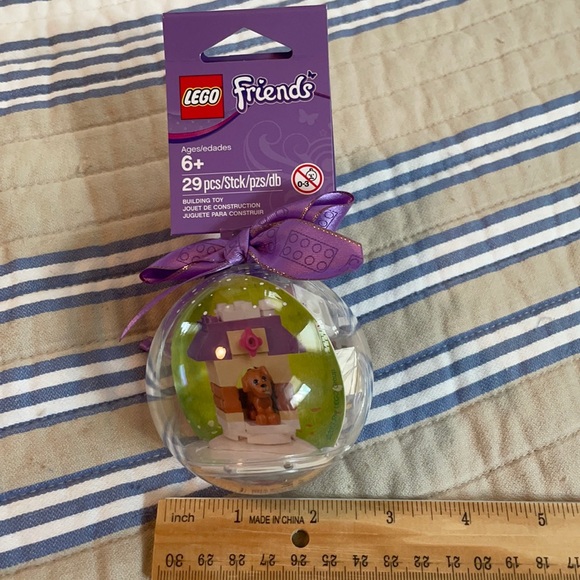 LEGO Friends
Ages/edades
6+
29 pcs/Stck/pzs/db
0-3
BUILDING TOY
JOUET DE CONSTRUCTION
JUGUETE PARA CONSTRUIR
Inch 1 MADE IN CHINA 2 3 4 5
30 29 28 27 26 25 24 23 22 21 20 19 18 17 16